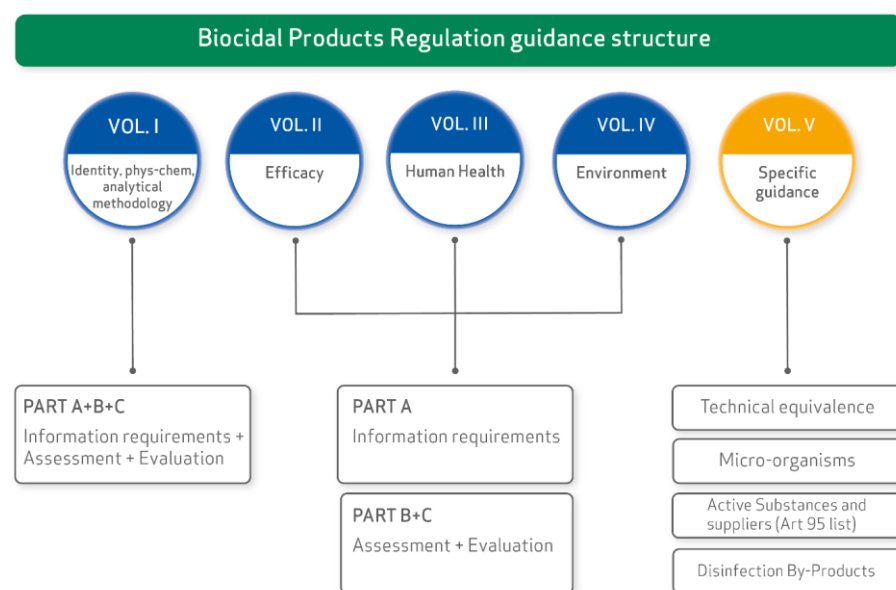 Biocidal Products Regulation guidance structure
VOL. I
Identity, phys-chem,
analytical
methodology
VOL. II
Efficacy
VOL. III
Human Health
VOL. IV
Environment
VOL. V
Specific
guidance
PART A+B+C
Information requirements +
Assessment + Evaluation
PART A
Information requirements
PART B+C
Assessment + Evaluation
Technical equivalence
Micro-organisms
Active Substances and
suppliers (Art 95 list)
Disinfection By-Products